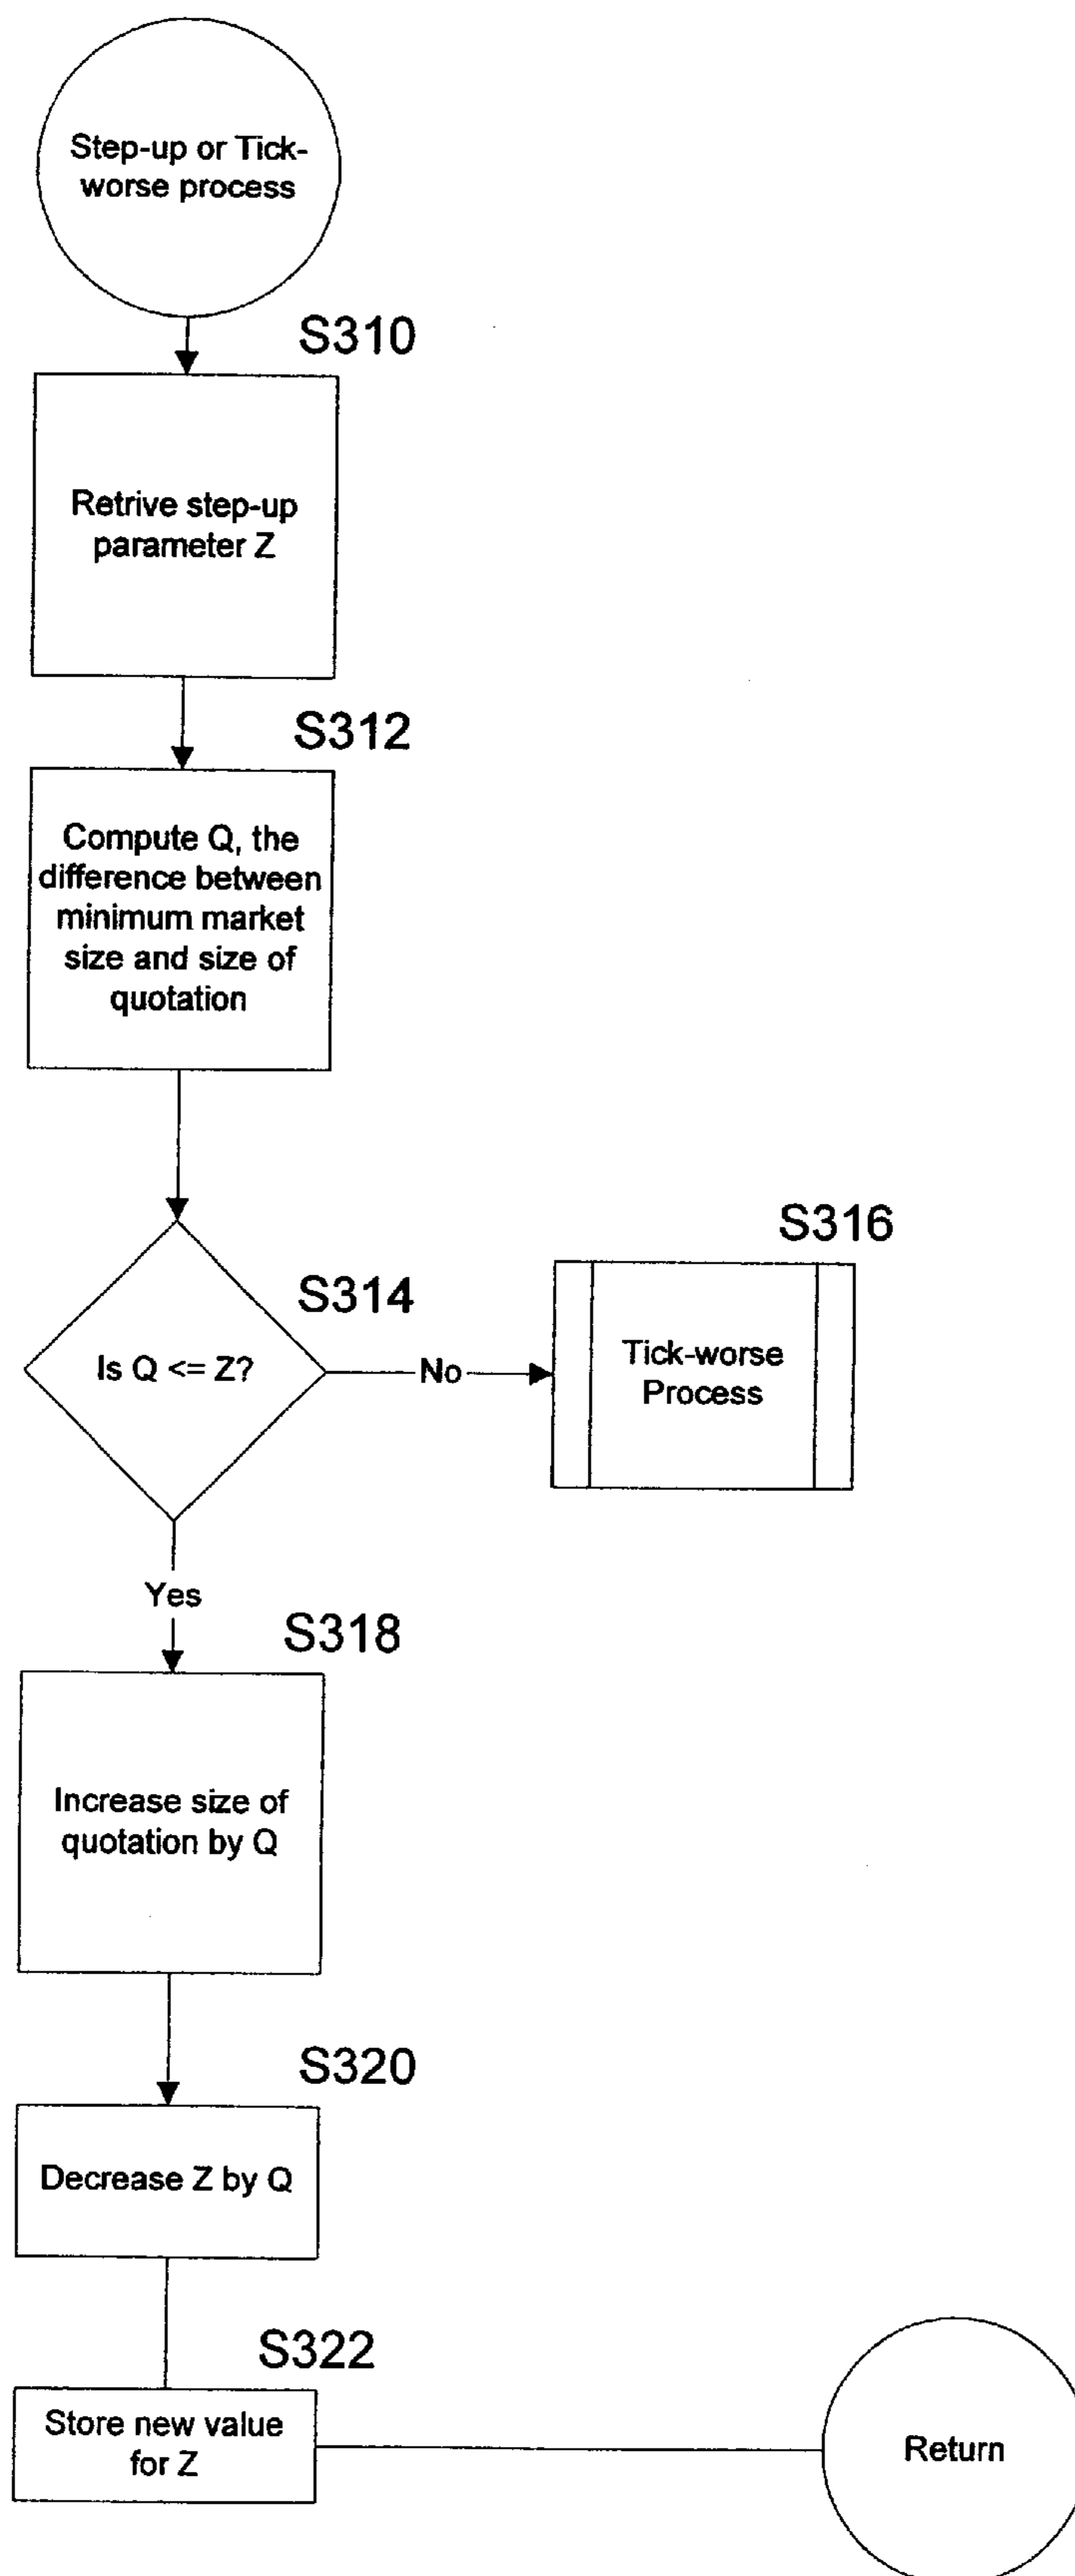 Step-up or Tick-
worse process
S310
Retrive step-up
parameter Z
S312
Compute Q, the
difference between
minimum market
size and size of
quotation
S314
Is Q <= Z?
No
S316
Tick-worse
Process
Yes
S318
Increase size of
quotation by Q
S320
Decrease Z by Q
S322
Store new value
for Z
Return